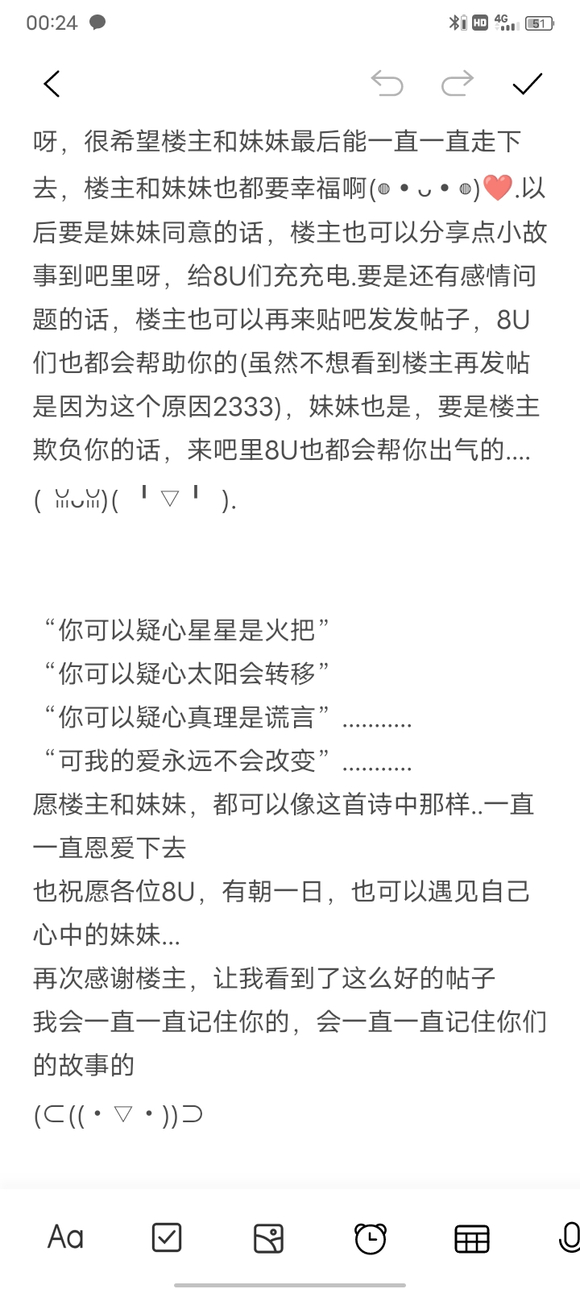 00:24
HD 4G 51
呀，很希望楼主和妹妹最后能一直一直走下
去，楼主和妹妹也都要幸福啊(◍•ᴗ•◍)❤️.以
后要是妹妹同意的话，楼主也可以分享点小故
事到吧里呀，给8U们充充电.要是还有感情问
题的话，楼主也可以再来贴吧发发帖子，8U
们也都会帮助你的(虽然不想看到楼主再发帖
是因为这个原因2333)，妹妹也是，要是楼主
欺负你的话，来吧里8U也都会帮你出气的....
( ꈍᴗꈍ)( ╹▽╹ ).
“你可以疑心星星是火把”
“你可以疑心太阳会转移”
“你可以疑心真理是谎言” ...........
“可我的爱永远不会改变” ...........
愿楼主和妹妹，都可以像这首诗中那样..一直
一直恩爱下去
也祝愿各位8U，有朝一日，也可以遇见自己
心中的妹妹...
再次感谢楼主，让我看到了这么好的帖子
我会一直一直记住你的，会一直一直记住你们
的故事的
(⊂((・▽・))⊃
Aa